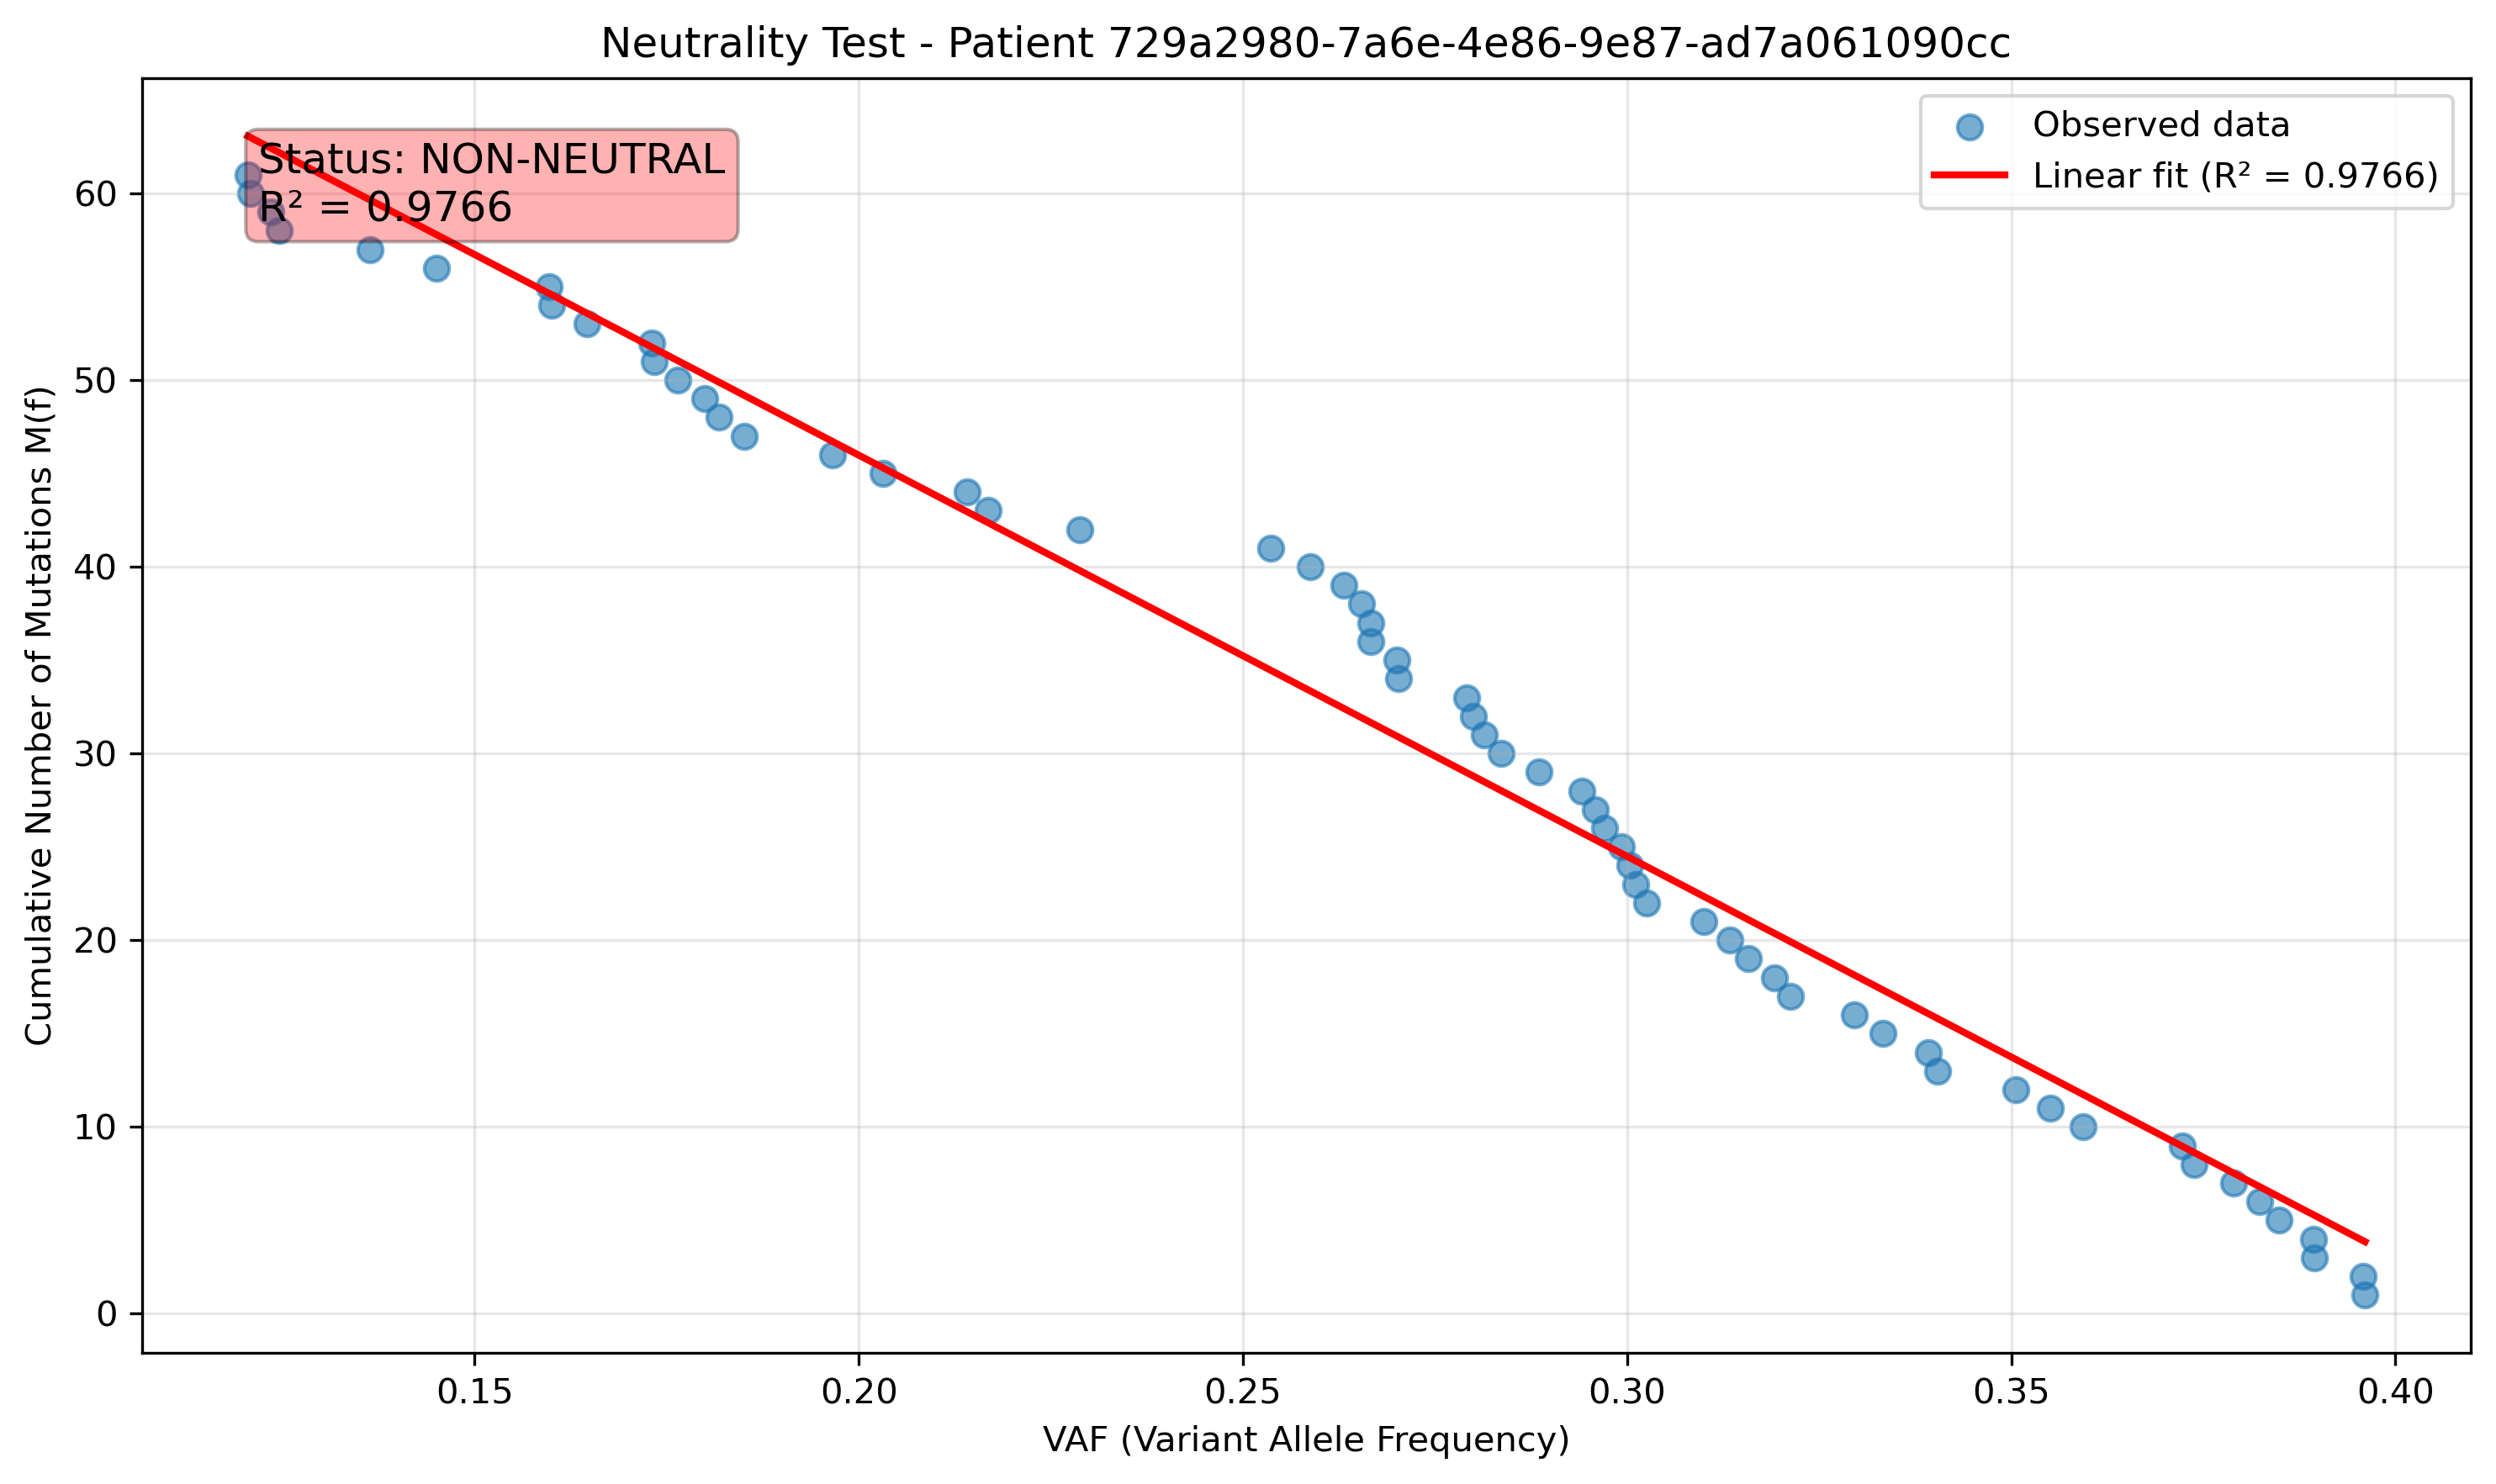 Neutrality Test - Patient 729a2980-7a6e-4e86-9e87-ad7a061090cc
Status: NON-NEUTRAL
R² = 0.9766
Observed data
Linear fit (R² = 0.9766)
Cumulative Number of Mutations M(f)
60
50
40
30
20
10
0
0.15
0.20
0.25
0.30
0.35
0.40
VAF (Variant Allele Frequency)